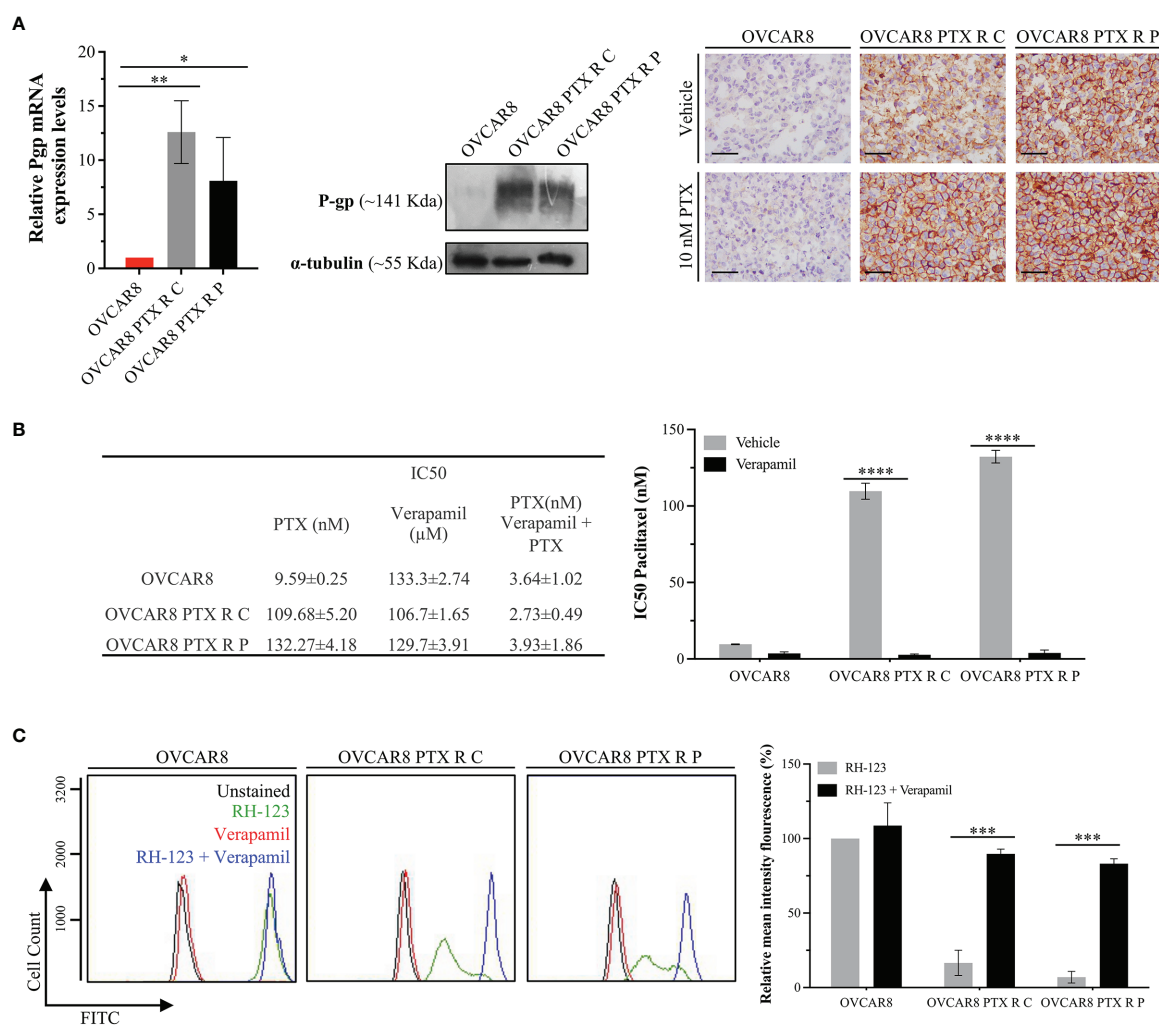 A
Relative Pgp mRNA
expression levels
20
15
10
5
0
*
**
OVCAR8
OVCAR8 PTX R C
OVCAR8 PTX R P
OVCAR8
OVCAR8 PTX R C
OVCAR8 PTX R P
P-gp (~141 Kda)
α-tubulin (~55 Kda)
OVCAR8
OVCAR8 PTX R C
OVCAR8 PTX R P
Vehicle
10 nM PTX
B
IC50
PTX (nM)
Verapamil
(µM)
PTX(nM)
Verapamil +
PTX
OVCAR8 9.59±0.25 133.3±2.74 3.64±1.02
OVCAR8 PTX R C 109.68±5.20 106.7±1.65 2.73±0.49
OVCAR8 PTX R P 132.27±4.18 129.7±3.91 3.93±1.86
IC50 Paclitaxel (nM)
150
100
50
0
Vehicle
Verapamil
****
****
OVCAR8
OVCAR8 PTX R C
OVCAR8 PTX R P
C
OVCAR8
OVCAR8 PTX R C
OVCAR8 PTX R P
3200
2000
1000
Unstained
RH-123
Verapamil
RH-123 + Verapamil
Cell Count
FITC
Relative mean intensity flourescence (%)
150
100
50
0
RH-123
RH-123 + Verapamil
***
***
OVCAR8
OVCAR8 PTX R C
OVCAR8 PTX R P